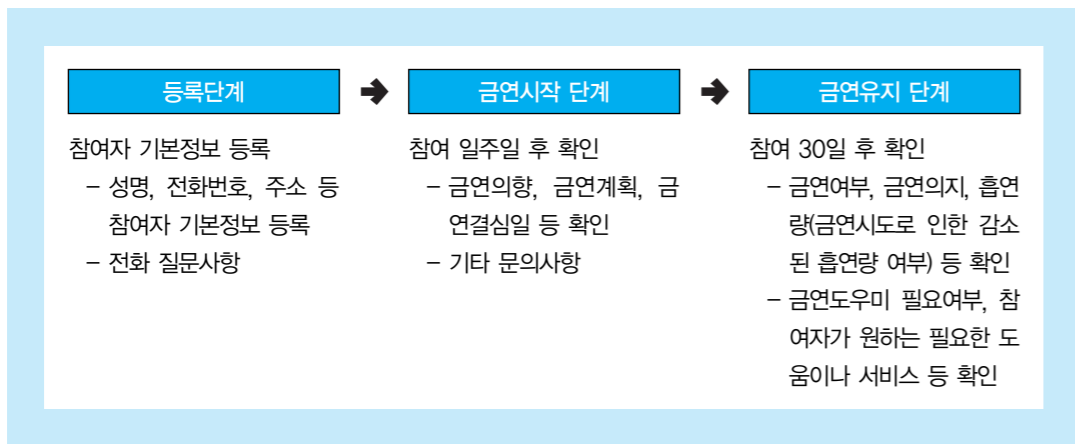 등록단계
참여자 기본정보 등록
– 성명, 전화번호, 주소 등
참여자 기본정보 등록
– 전화 질문사항
금연시작 단계
참여 일주일 후 확인
– 금연의향, 금연계획, 금
연결심일 등 확인
– 기타 문의사항
금연유지 단계
참여 30일 후 확인
– 금연여부, 금연의지, 흡연
량(금연시도로 인한 감소
된 흡연량 여부) 등 확인
– 금연도우미 필요여부, 참
여자가 원하는 필요한 도
움이나 서비스 등 확인